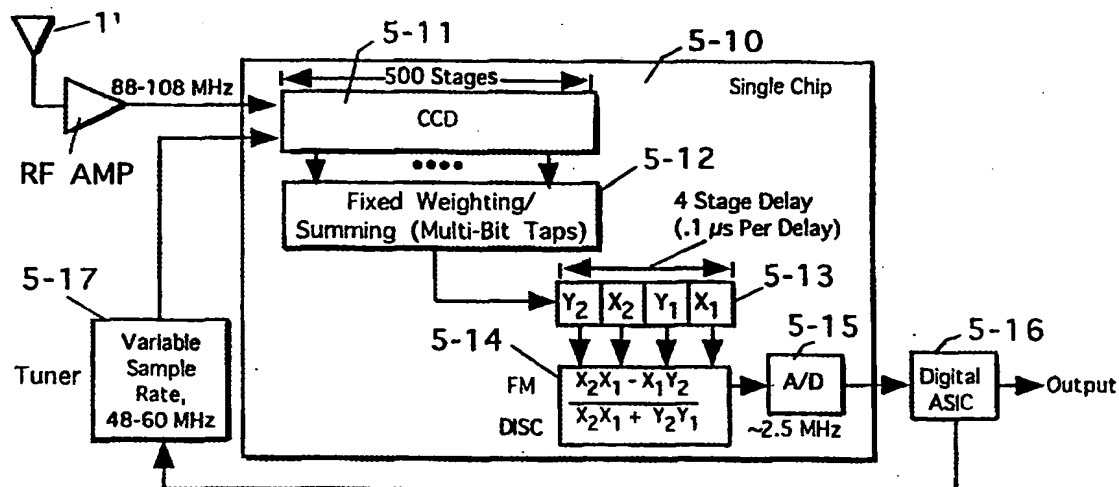 1'
5-11
5-10
88-108 MHz
500 Stages
Single Chip
CCD
RF AMP
5-12
Fixed Weighting/
Summing (Multi-Bit Taps)
4 Stage Delay
(.1 µs Per Delay)
5-17
5-13
Y2 X2 Y1 X1
Tuner
Variable
Sample
Rate,
48-60 MHz
5-14
5-15
5-16
FM
DISC
X2X1 - X1Y2
X2X1 + Y2Y1
A/D
~2.5 MHz
Digital
ASIC
Output